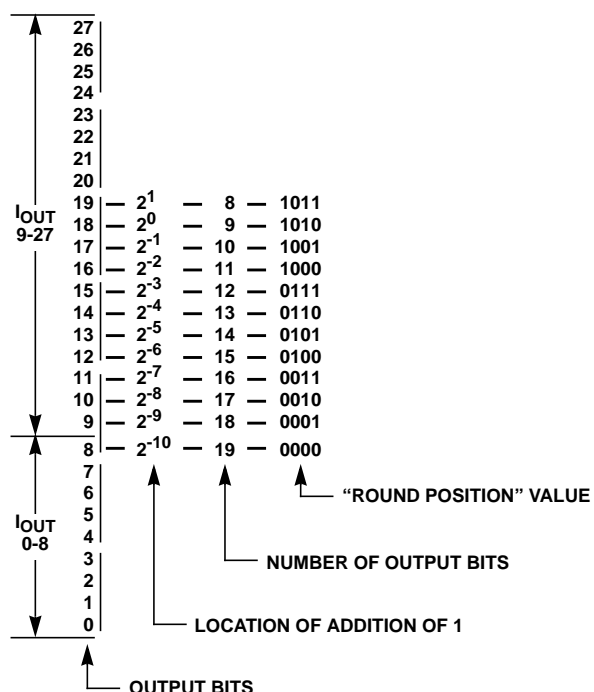 27
26
25
24
23
22
21
20
19 — 2^1 — 8 — 1011
18 — 2^0 — 9 — 1010
17 — 2^-1 — 10 — 1001
16 — 2^-2 — 11 — 1000
15 — 2^-3 — 12 — 0111
14 — 2^-4 — 13 — 0110
13 — 2^-5 — 14 — 0101
12 — 2^-6 — 15 — 0100
11 — 2^-7 — 16 — 0011
10 — 2^-8 — 17 — 0010
9 — 2^-9 — 18 — 0001
8 — 2^-10 — 19 — 0000
7
6
5
4
3
2
1
0
IOUT
9-27
IOUT
0-8
“ROUND POSITION” VALUE
NUMBER OF OUTPUT BITS
LOCATION OF ADDITION OF 1
OUTPUT BITS